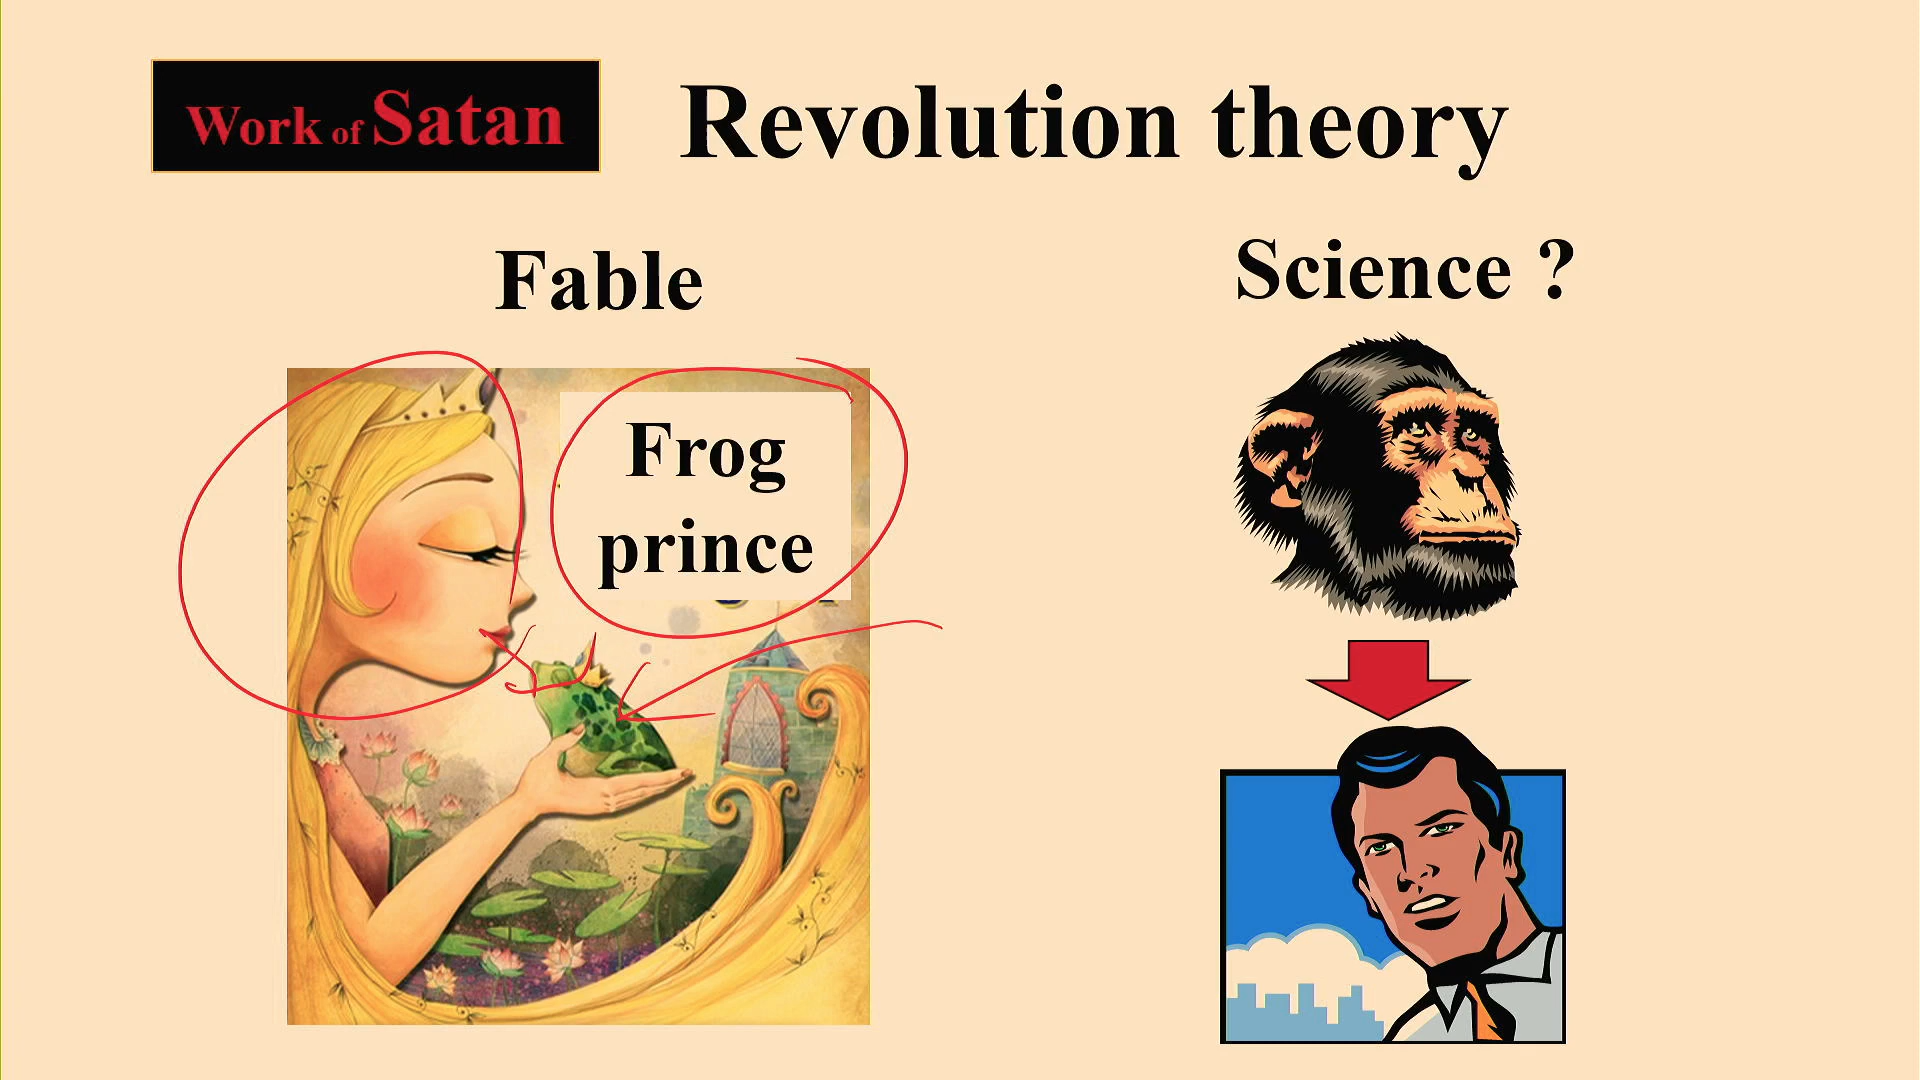 Work of Satan
Revolution theory
Fable
Science ?
Frog
prince